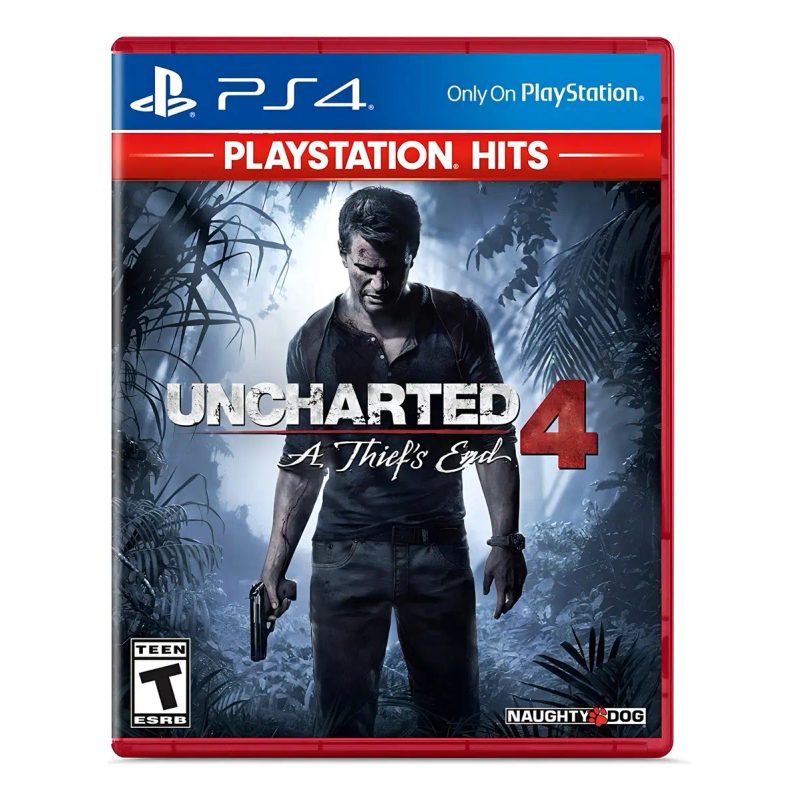 PS4
Only On PlayStation.
PLAYSTATION HITS
UNCHARTED 4
A Thief's End
TEEN
T
ESRB
NAUGHTY DOG